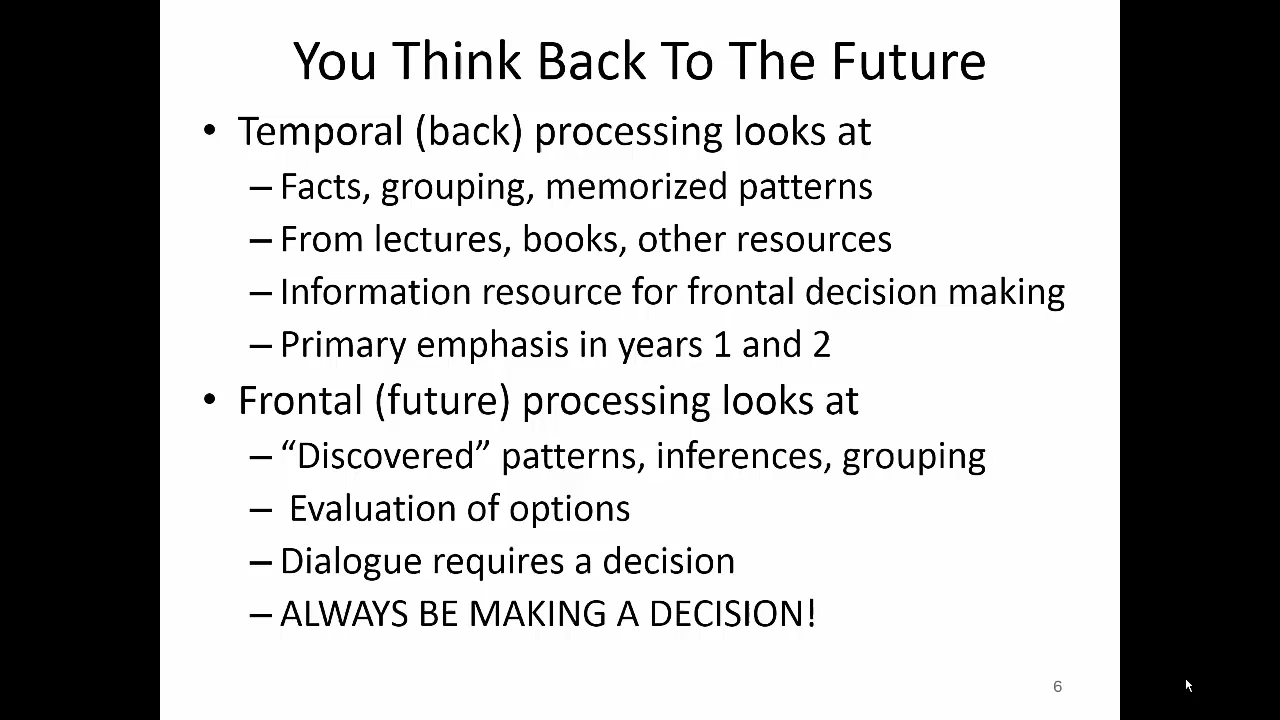 You Think Back To The Future
• Temporal (back) processing looks at
– Facts, grouping, memorized patterns
– From lectures, books, other resources
– Information resource for frontal decision making
– Primary emphasis in years 1 and 2
• Frontal (future) processing looks at
– “Discovered” patterns, inferences, grouping
– Evaluation of options
– Dialogue requires a decision
– ALWAYS BE MAKING A DECISION!
6